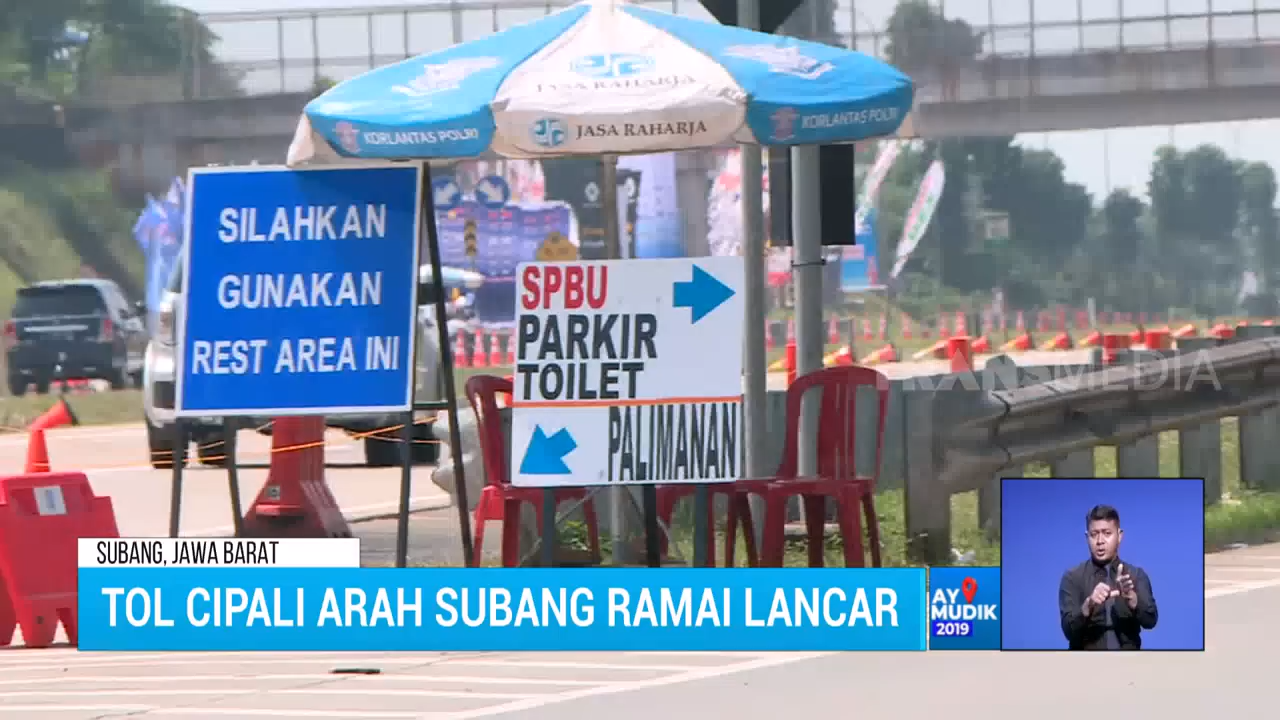 JASA RAHARJA
KORLANTAS POLRI
JASA RAHARJA
KORLANTAS POLRI
SILAHKAN
GUNAKAN
REST AREA INI
SPBU
PARKIR
TOILET
PALIMANAN
TRANSMEDIA
SUBANG, JAWA BARAT
TOL CIPALI ARAH SUBANG RAMAI LANCAR
AY
MUDIK
2019